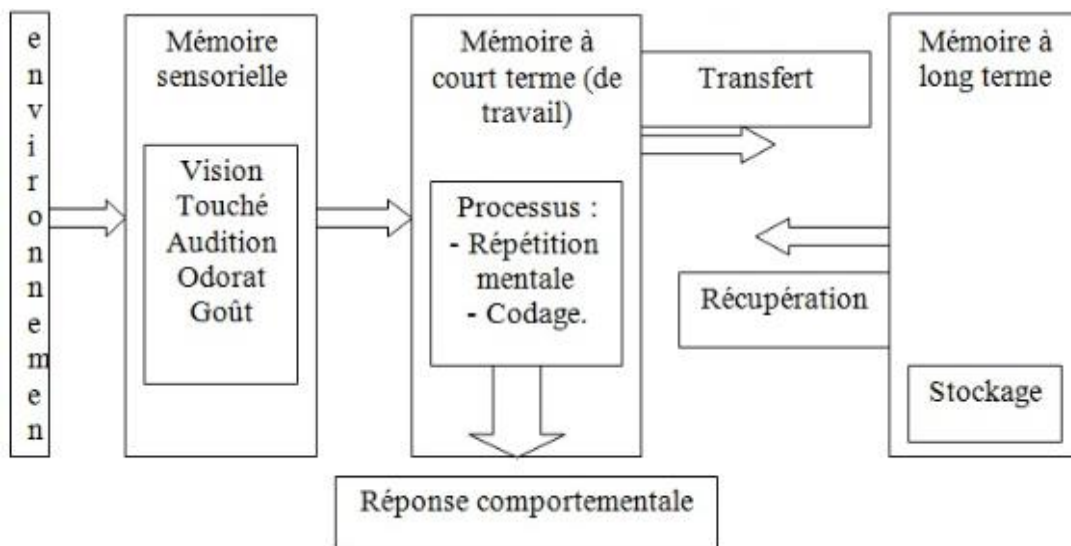 environnemen
Mémoire
sensorielle
Vision
Touché
Audition
Odorat
Goût
Mémoire à
court terme (de
travail)
Processus :
- Répétition
mentale
- Codage.
Transfert
Récupération
Mémoire à
long terme
Stockage
Réponse comportementale